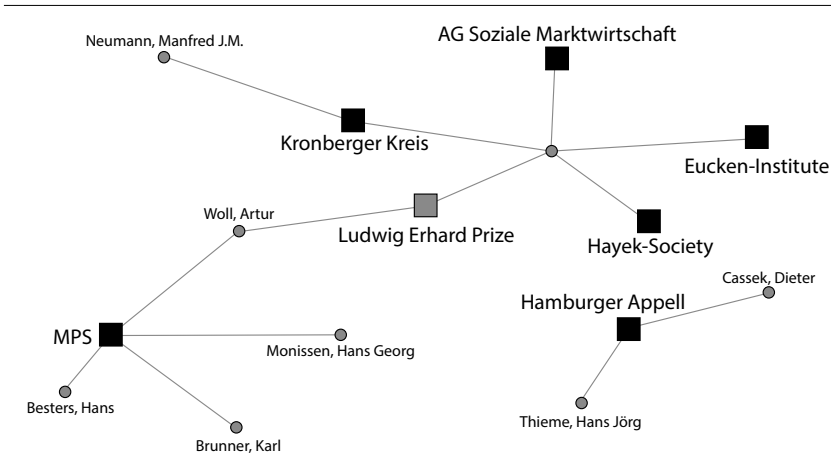 Neumann, Manfred J.M.
AG Soziale Marktwirtschaft
Kronberger Kreis
Eucken-Institute
Woll, Artur
Ludwig Erhard Prize
Hayek-Society
Cassek, Dieter
Hamburger Appell
MPS
Monissen, Hans Georg
Besters, Hans
Thieme, Hans Jörg
Brunner, Karl